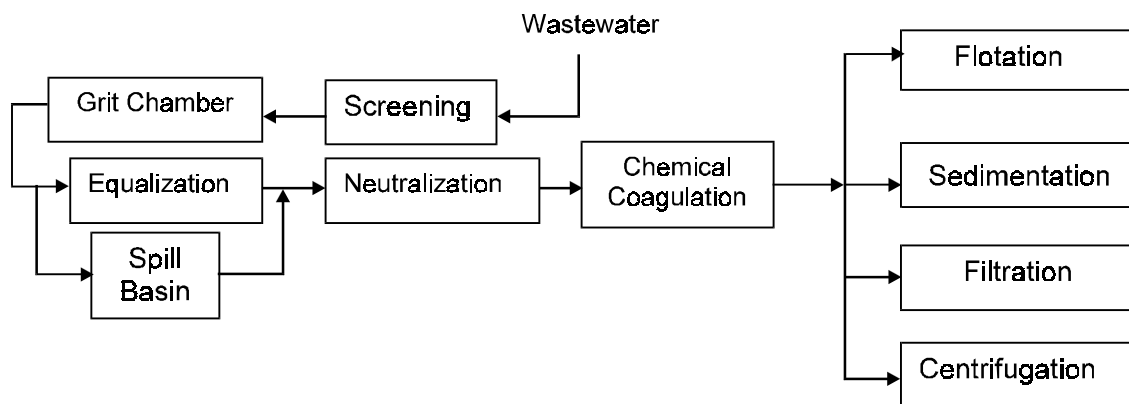 Wastewater
Grit Chamber
Screening
Equalization
Neutralization
Spill
Basin
Chemical
Coagulation
Flotation
Sedimentation
Filtration
Centrifugation